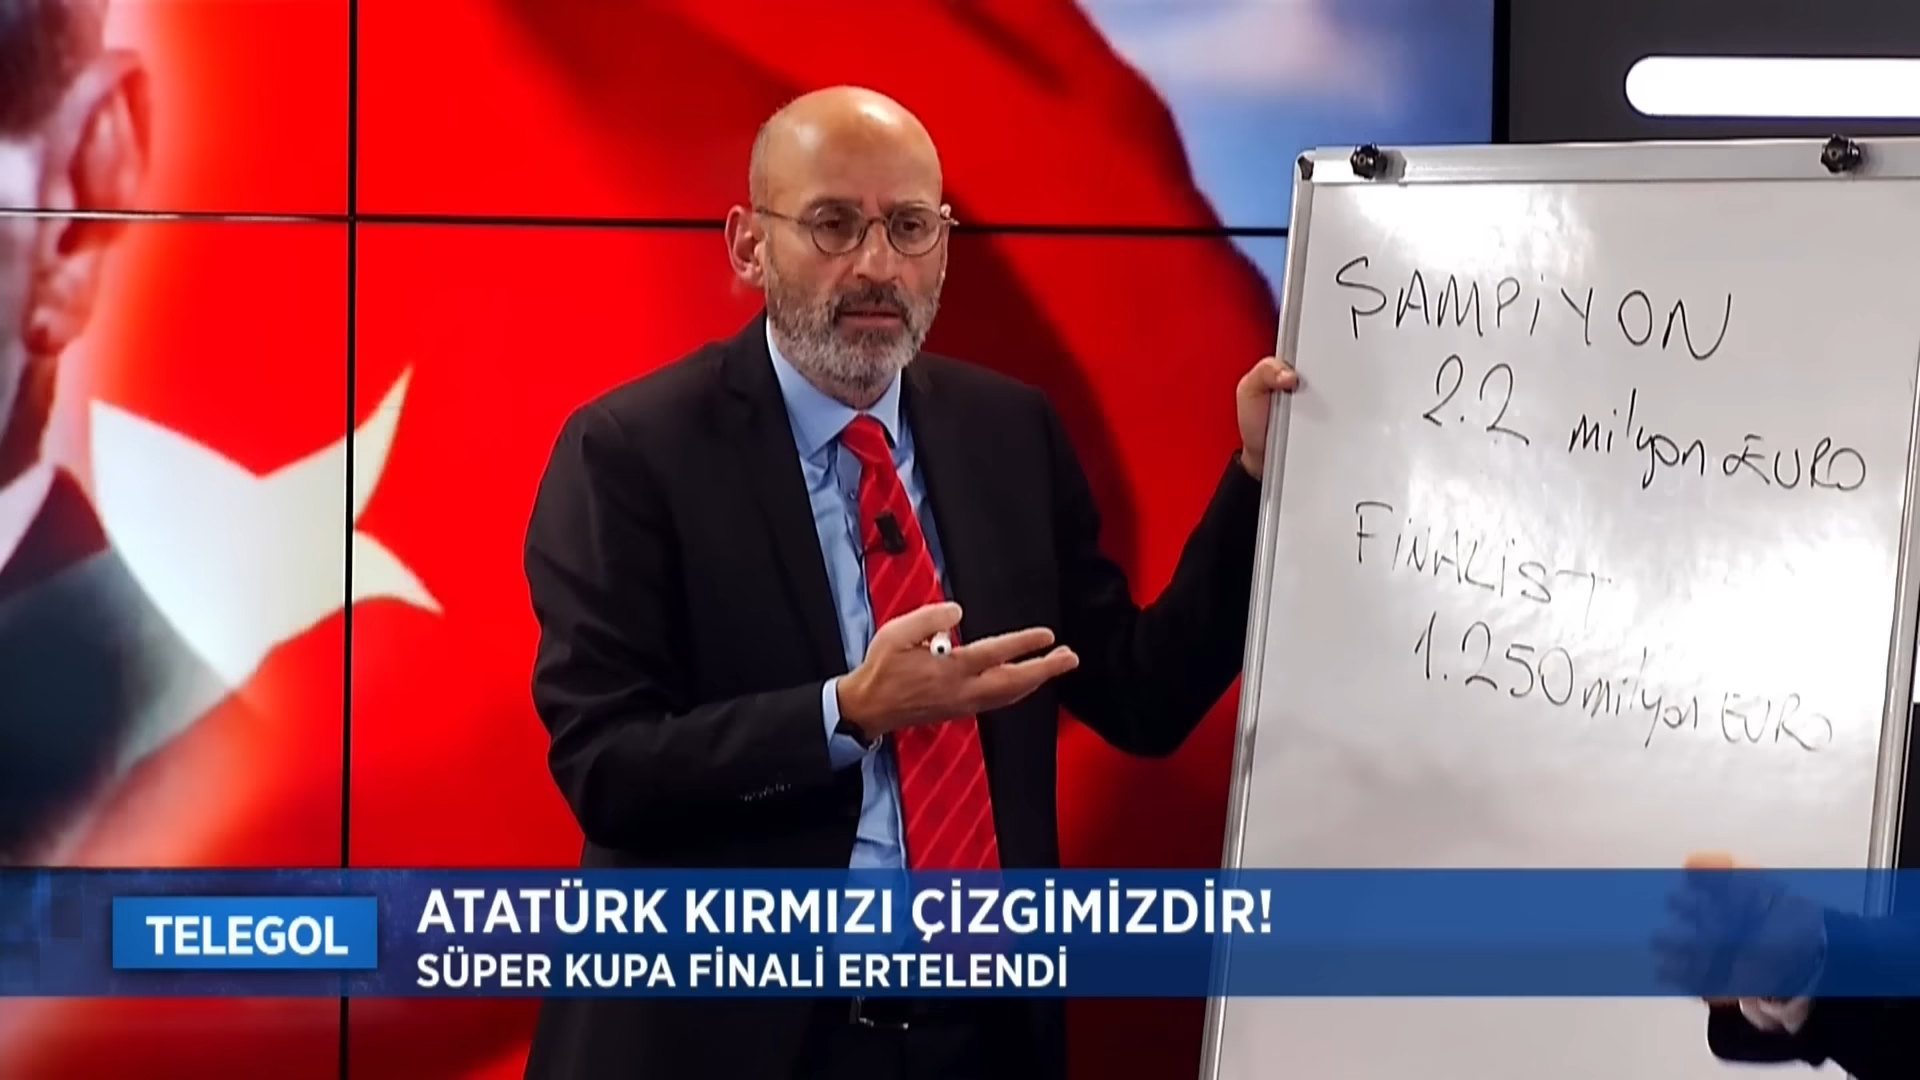 ŞAMPİYON
2.2 milyon EURO
FİNALİST
1.250 milyon EURO
TELEGOL
ATATÜRK KIRMIZI ÇİZGİMİZDİR!
SÜPER KUPA FİNALİ ERTELENDİ